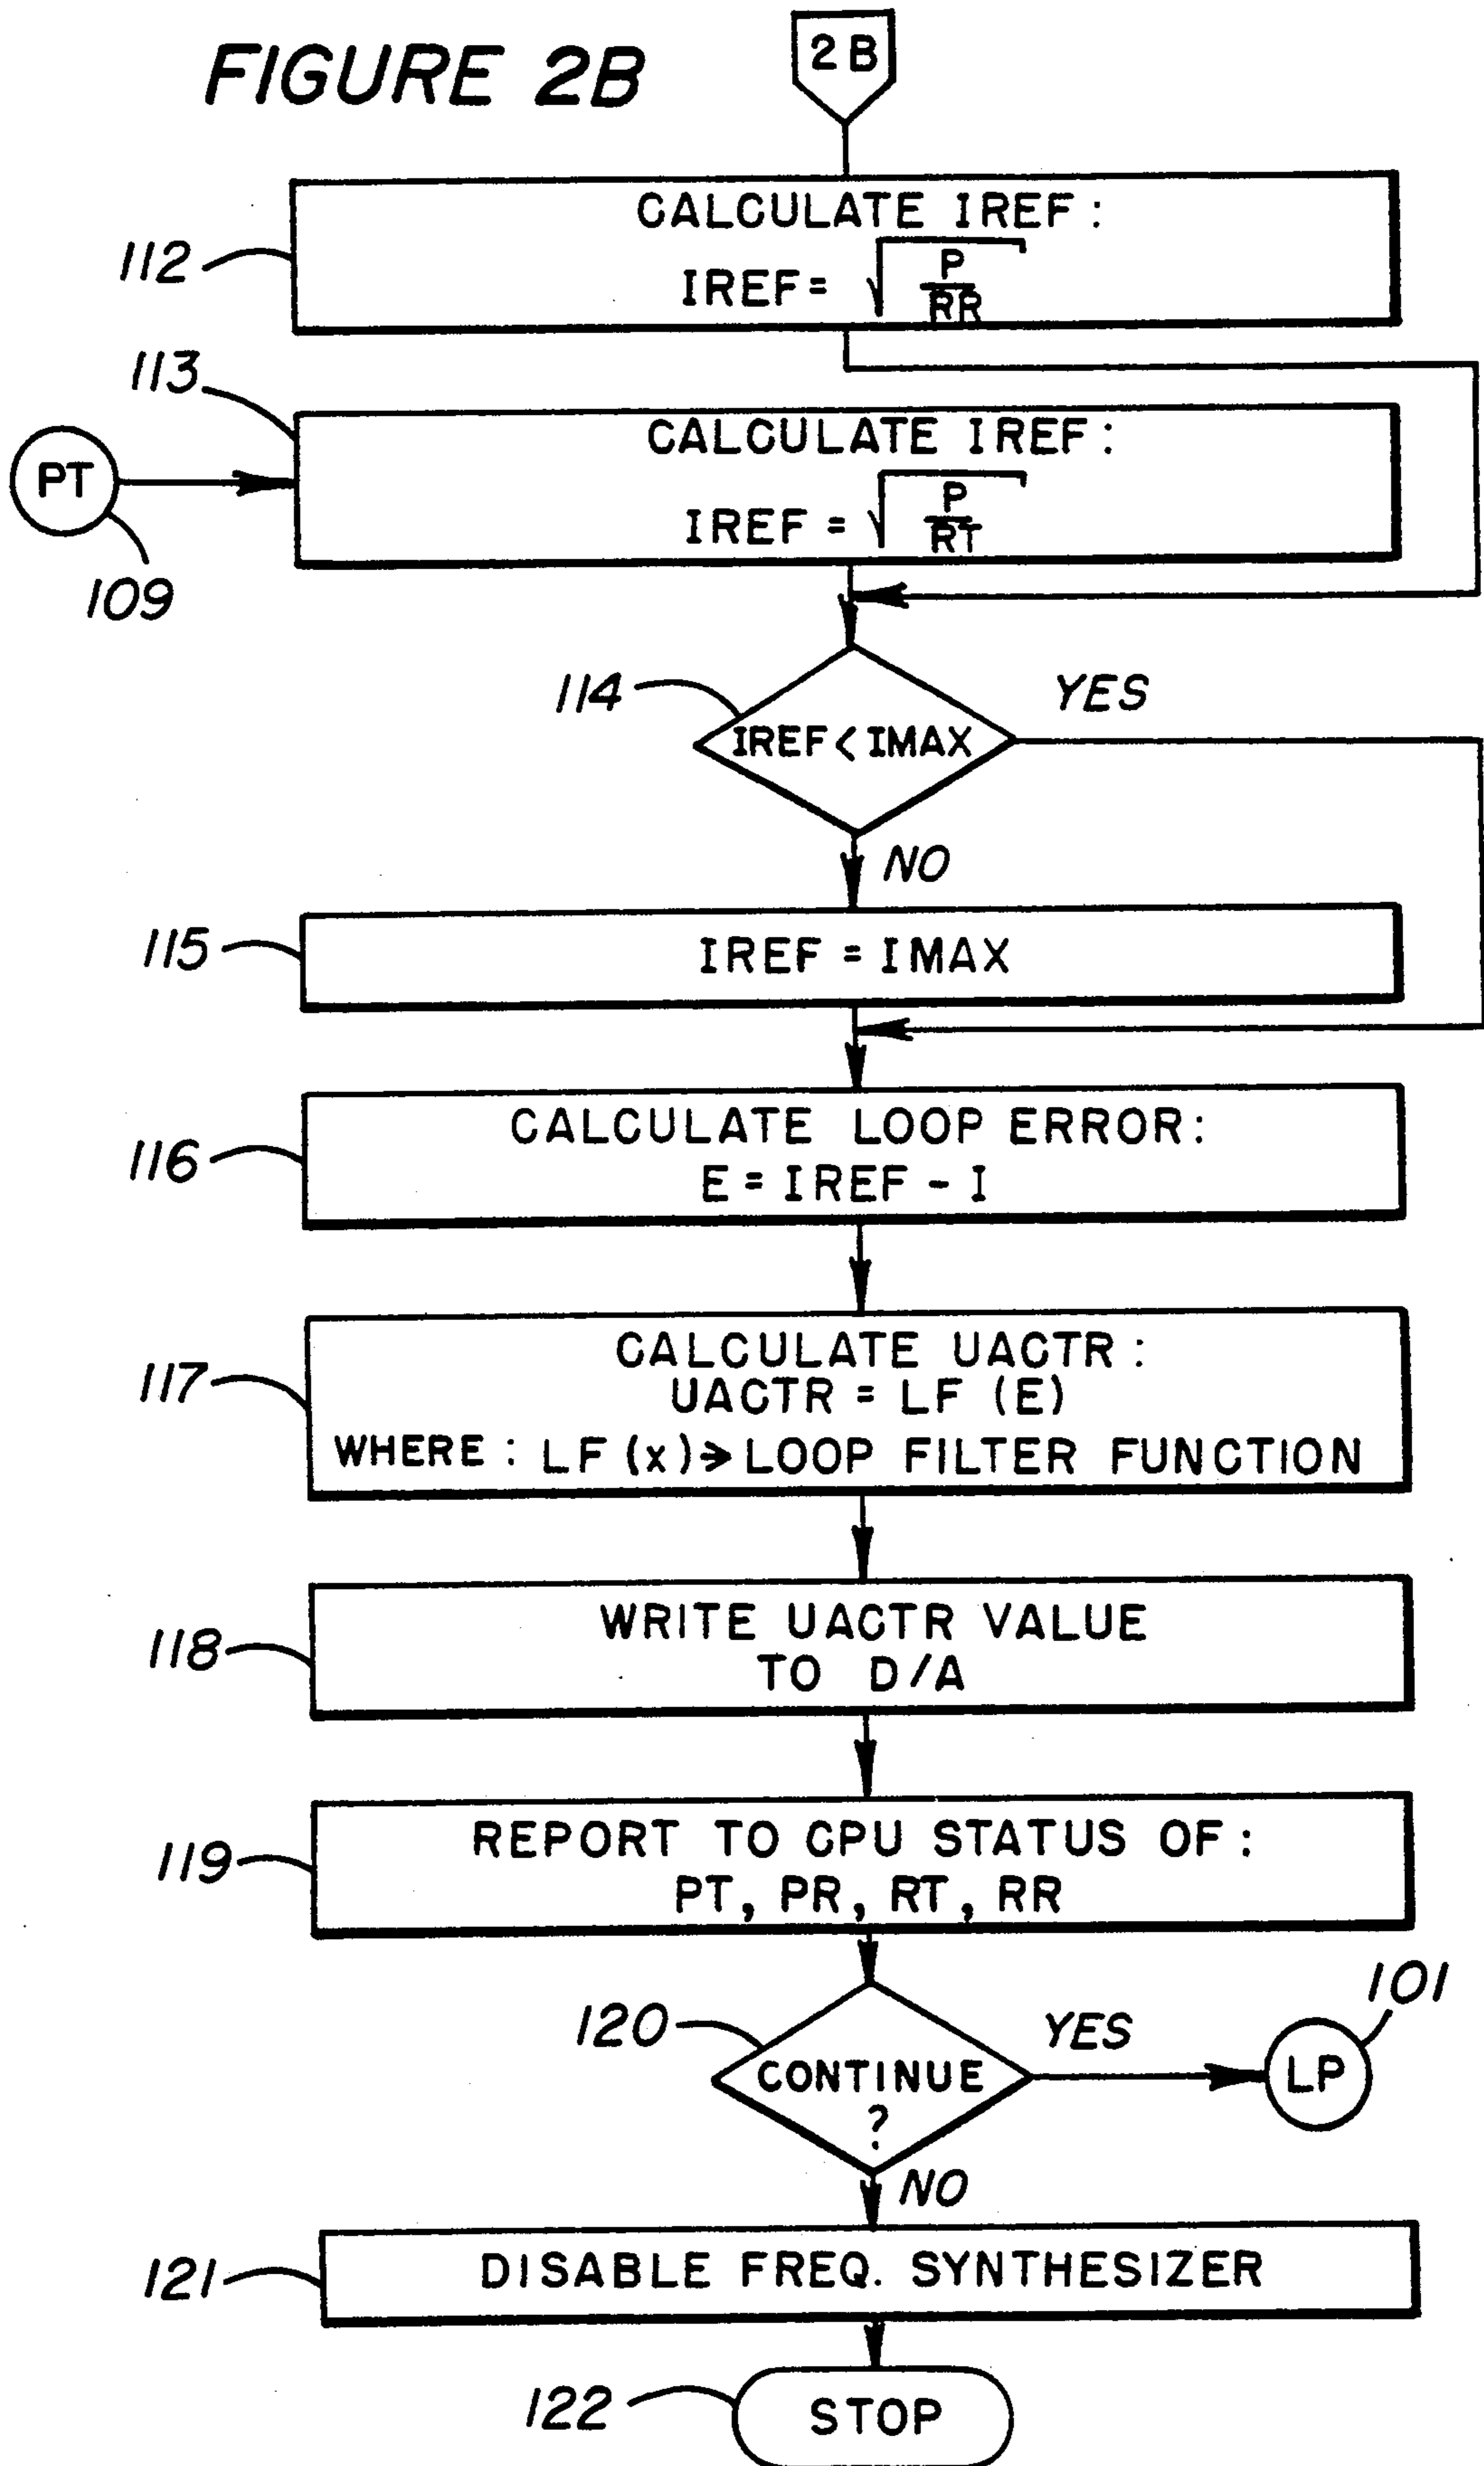 FIGURE 2B
2B
112
CALCULATE IREF:
IREF= √P/RR
113
CALCULATE IREF:
IREF = √P/RT
PT
109
114
IREF < IMAX
YES
NO
115
IREF = IMAX
116
CALCULATE LOOP ERROR:
E = IREF - I
117
CALCULATE UACTR:
UACTR = LF (E)
WHERE: LF (x) → LOOP FILTER FUNCTION
118
WRITE UACTR VALUE
TO D/A
119
REPORT TO CPU STATUS OF:
PT, PR, RT, RR
120
CONTINUE
?
YES
LP
101
NO
121
DISABLE FREQ. SYNTHESIZER
122
STOP